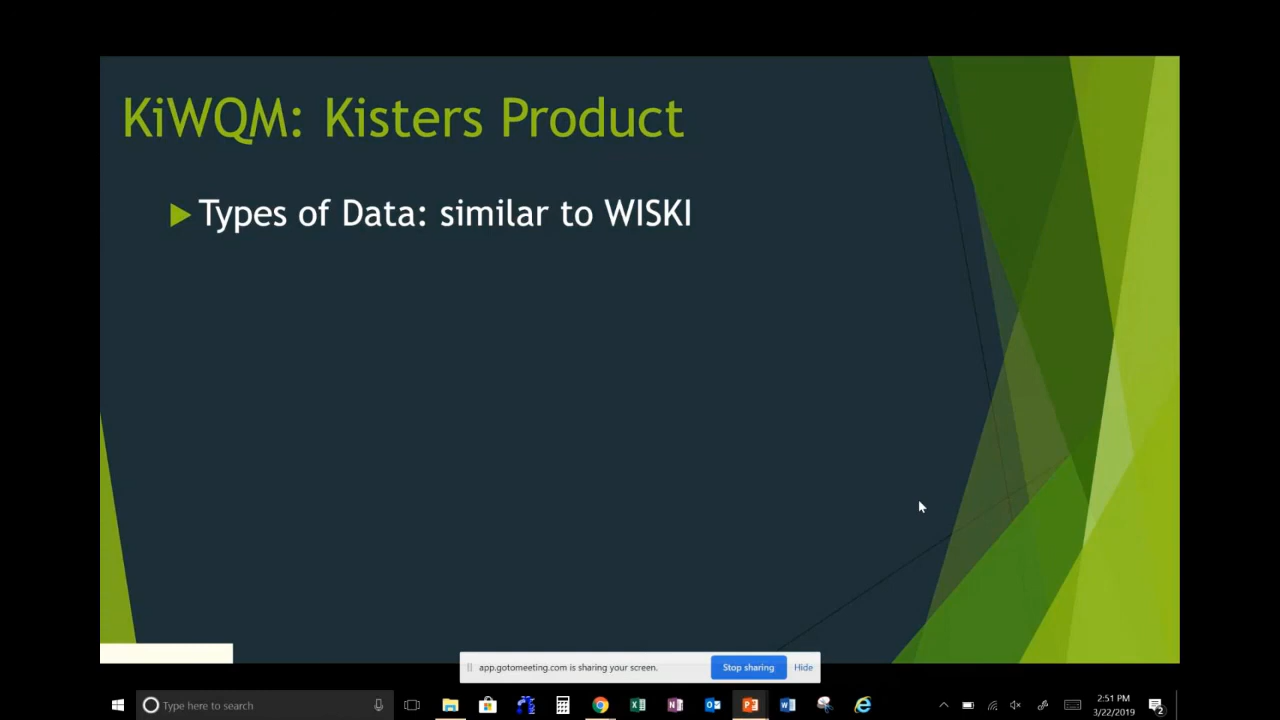 KiWQM: Kisters Product
Types of Data: similar to WISKI
app.gotomeeting.com is sharing your screen.
Stop sharing
Hide
Type here to search
2:51 PM
3/22/2019
2